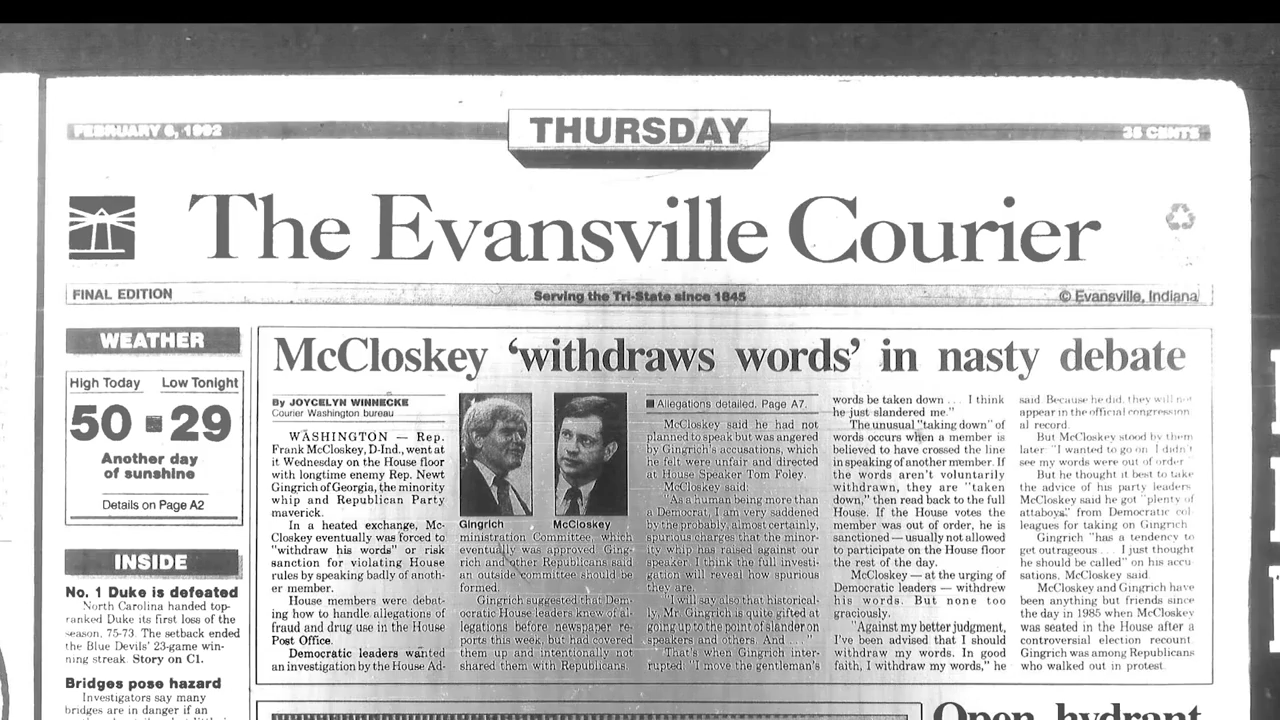 FEBRUARY 6, 1992
THURSDAY
35 CENTS
The Evansville Courier
FINAL EDITION
Serving the Tri-State since 1845
© Evansville, Indiana
WEATHER
High Today Low Tonight
50 29
Another day
of sunshine
Details on Page A2
INSIDE
No. 1 Duke is defeated
North Carolina handed top-
ranked Duke its first loss of the
season, 75-73. The setback ended
the Blue Devils' 23-game win-
ning streak. Story on C1.
Bridges pose hazard
Investigators say many
bridges are in danger if an
McCloskey 'withdraws words' in nasty debate
By JOYCELYN WINNECKE
Courier Washington bureau
WASHINGTON — Rep.
Frank McCloskey, D-Ind., went at
it Wednesday on the House floor
with longtime enemy Rep. Newt
Gingrich of Georgia, the minority
whip and Republican Party
maverick.
In a heated exchange, Mc-
Closkey eventually was forced to
"withdraw his words" or risk
sanction for violating House
rules by speaking badly of anoth-
er member.
House members were debat-
ing how to handle allegations of
fraud and drug use in the House
Post Office.
Democratic leaders wanted
an investigation by the House Ad-
Gingrich
McCloskey
ministration Committee, which
eventually was approved. Ging-
rich and other Republicans said
an outside committee should be
formed.
Gingrich suggested that Dem-
ocratic House leaders knew of al-
legations before newspaper re-
ports this week, but had covered
them up and intentionally not
shared them with Republicans.
Allegations detailed. Page A7.
McCloskey said he had not
planned to speak but was angered
by Gingrich's accusations, which
he felt were unfair and directed
at House Speaker Tom Foley.
McCloskey said:
"As a human being more than
a Democrat, I am very saddened
by the probably, almost certainly,
spurious charges that the minor-
ity whip has raised against our
speaker. I think the full investi-
gation will reveal how spurious
they are.
"I will say also that historical-
ly, Mr. Gingrich is quite gifted at
going up to the point of slander on
speakers and others. And . . ."
That's when Gingrich inter-
rupted: "I move the gentleman's
words be taken down . . . I think
he just slandered me."
The unusual "taking down" of
words occurs when a member is
believed to have crossed the line
in speaking of another member. If
the words aren't voluntarily
withdrawn, they are "taken
down," then read back to the full
House. If the House votes the
member was out of order, he is
sanctioned — usually not allowed
to participate on the House floor
the rest of the day.
McCloskey — at the urging of
Democratic leaders — withdrew
his words. But none too
graciously.
"Against my better judgment,
I've been advised that I should
withdraw my words. In good
faith, I withdraw my words," he
said. Because he did, they will not
appear in the official congression
al record.
But McCloskey stood by them
later: "I wanted to go on. I didn't
see my words were out of order."
But he thought it best to take
the advice of his party leaders.
McCloskey said he got "plenty of
attaboys" from Democratic col-
leagues for taking on Gingrich.
Gingrich "has a tendency to
get outrageous . . . I just thought
he should be called" on his accu-
sations, McCloskey said.
McCloskey and Gingrich have
been anything but friends since
the day in 1985 when McCloskey
was seated in the House after a
controversial election recount.
Gingrich was among Republicans
who walked out in protest.
Open hydrant